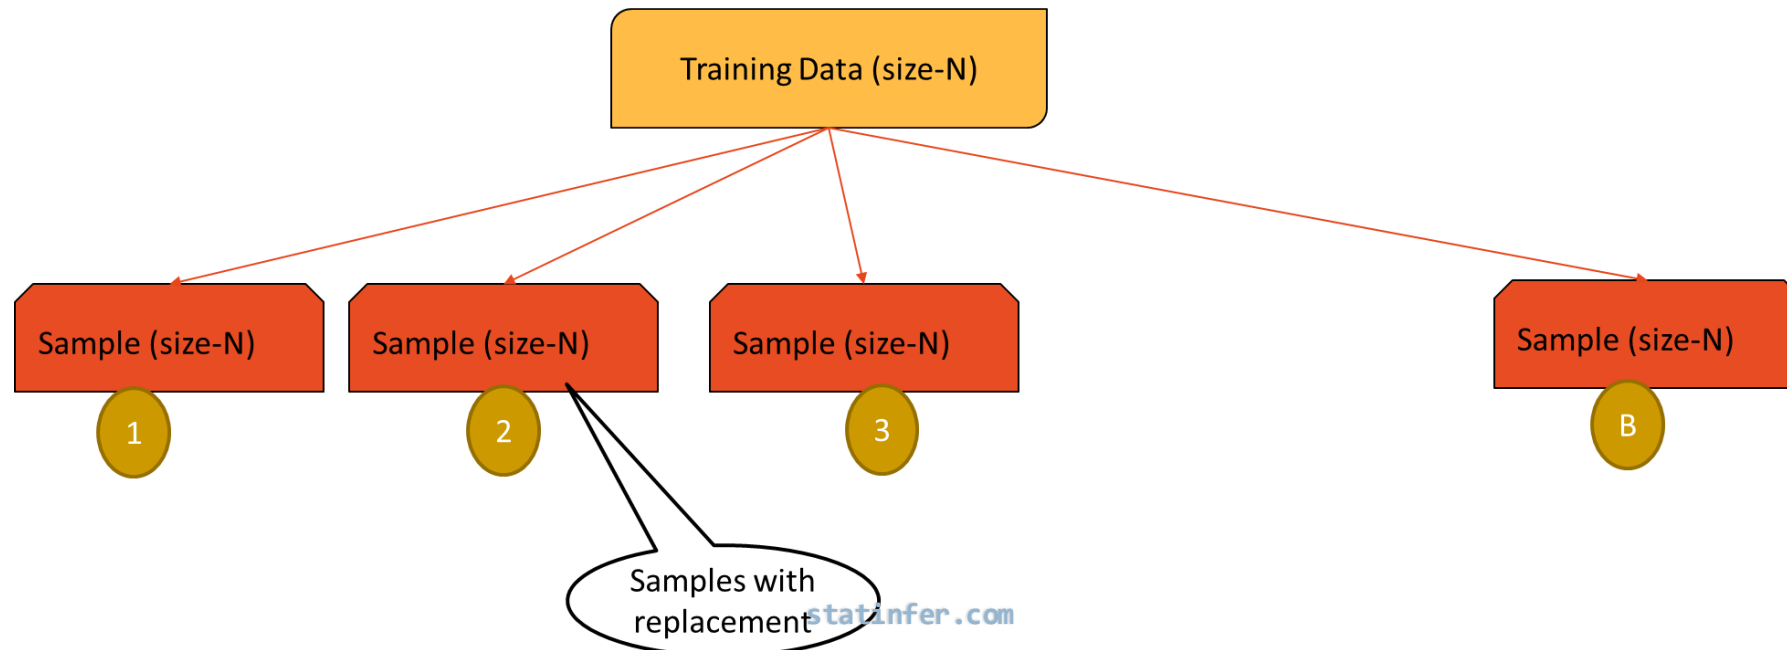 Training Data (size-N)
Sample (size-N)
Sample (size-N)
Sample (size-N)
Sample (size-N)
1
2
3
B
Samples with
replacement
statinfer.com